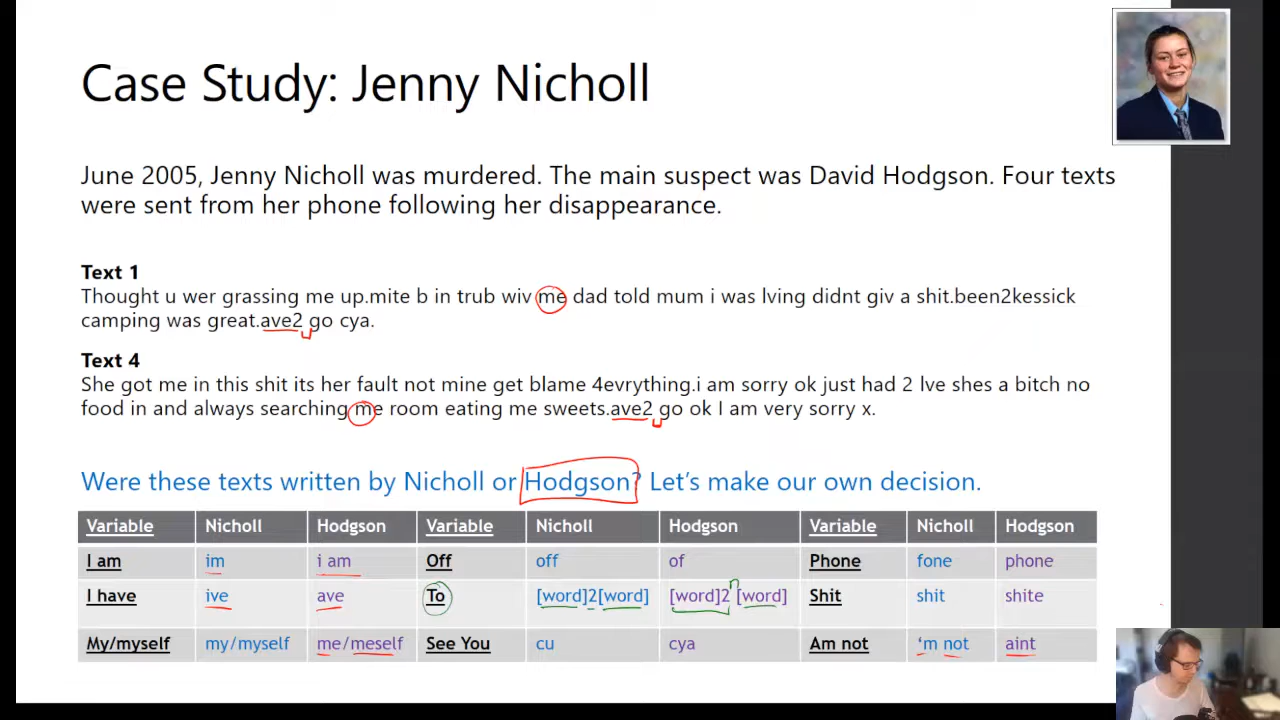 Case Study: Jenny Nicholl
June 2005, Jenny Nicholl was murdered. The main suspect was David Hodgson. Four texts
were sent from her phone following her disappearance.
Text 1
Thought u wer grassing me up.mite b in trub wiv me dad told mum i was lving didnt giv a shit.been2kessick
camping was great.ave2 go cya.
Text 4
She got me in this shit its her fault not mine get blame 4evrything.i am sorry ok just had 2 lve shes a bitch no
food in and always searching me room eating me sweets.ave2 go ok I am very sorry x.
Were these texts written by Nicholl or Hodgson? Let's make our own decision.
Variable Nicholl Hodgson Variable Nicholl Hodgson Variable Nicholl Hodgson
I am im i am Off off of Phone fone phone
I have ive ave To [word]2[word] [word]2 [word] Shit shit shite
My/myself my/myself me/meself See You cu cya Am not 'm not aint